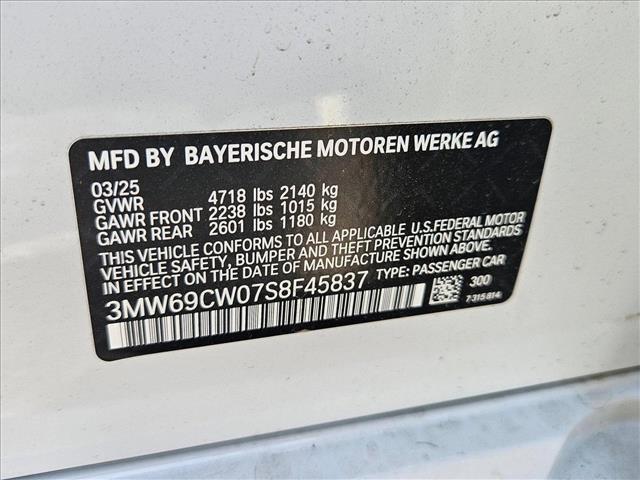 MFD BY BAYERISCHE MOTOREN WERKE AG
03/25
GVWR 4718 lbs 2140 kg
GAWR FRONT 2238 lbs 1015 kg
GAWR REAR 2601 lbs 1180 kg
THIS VEHICLE CONFORMS TO ALL APPLICABLE U.S.FEDERAL MOTOR
VEHICLE SAFETY, BUMPER AND THEFT PREVENTION STANDARDS
IN EFFECT ON THE DATE OF MANUFACTURE SHOWN ABOVE.
3MW69CW07S8F45837 TYPE: PASSENGER CAR
300
7·315 814